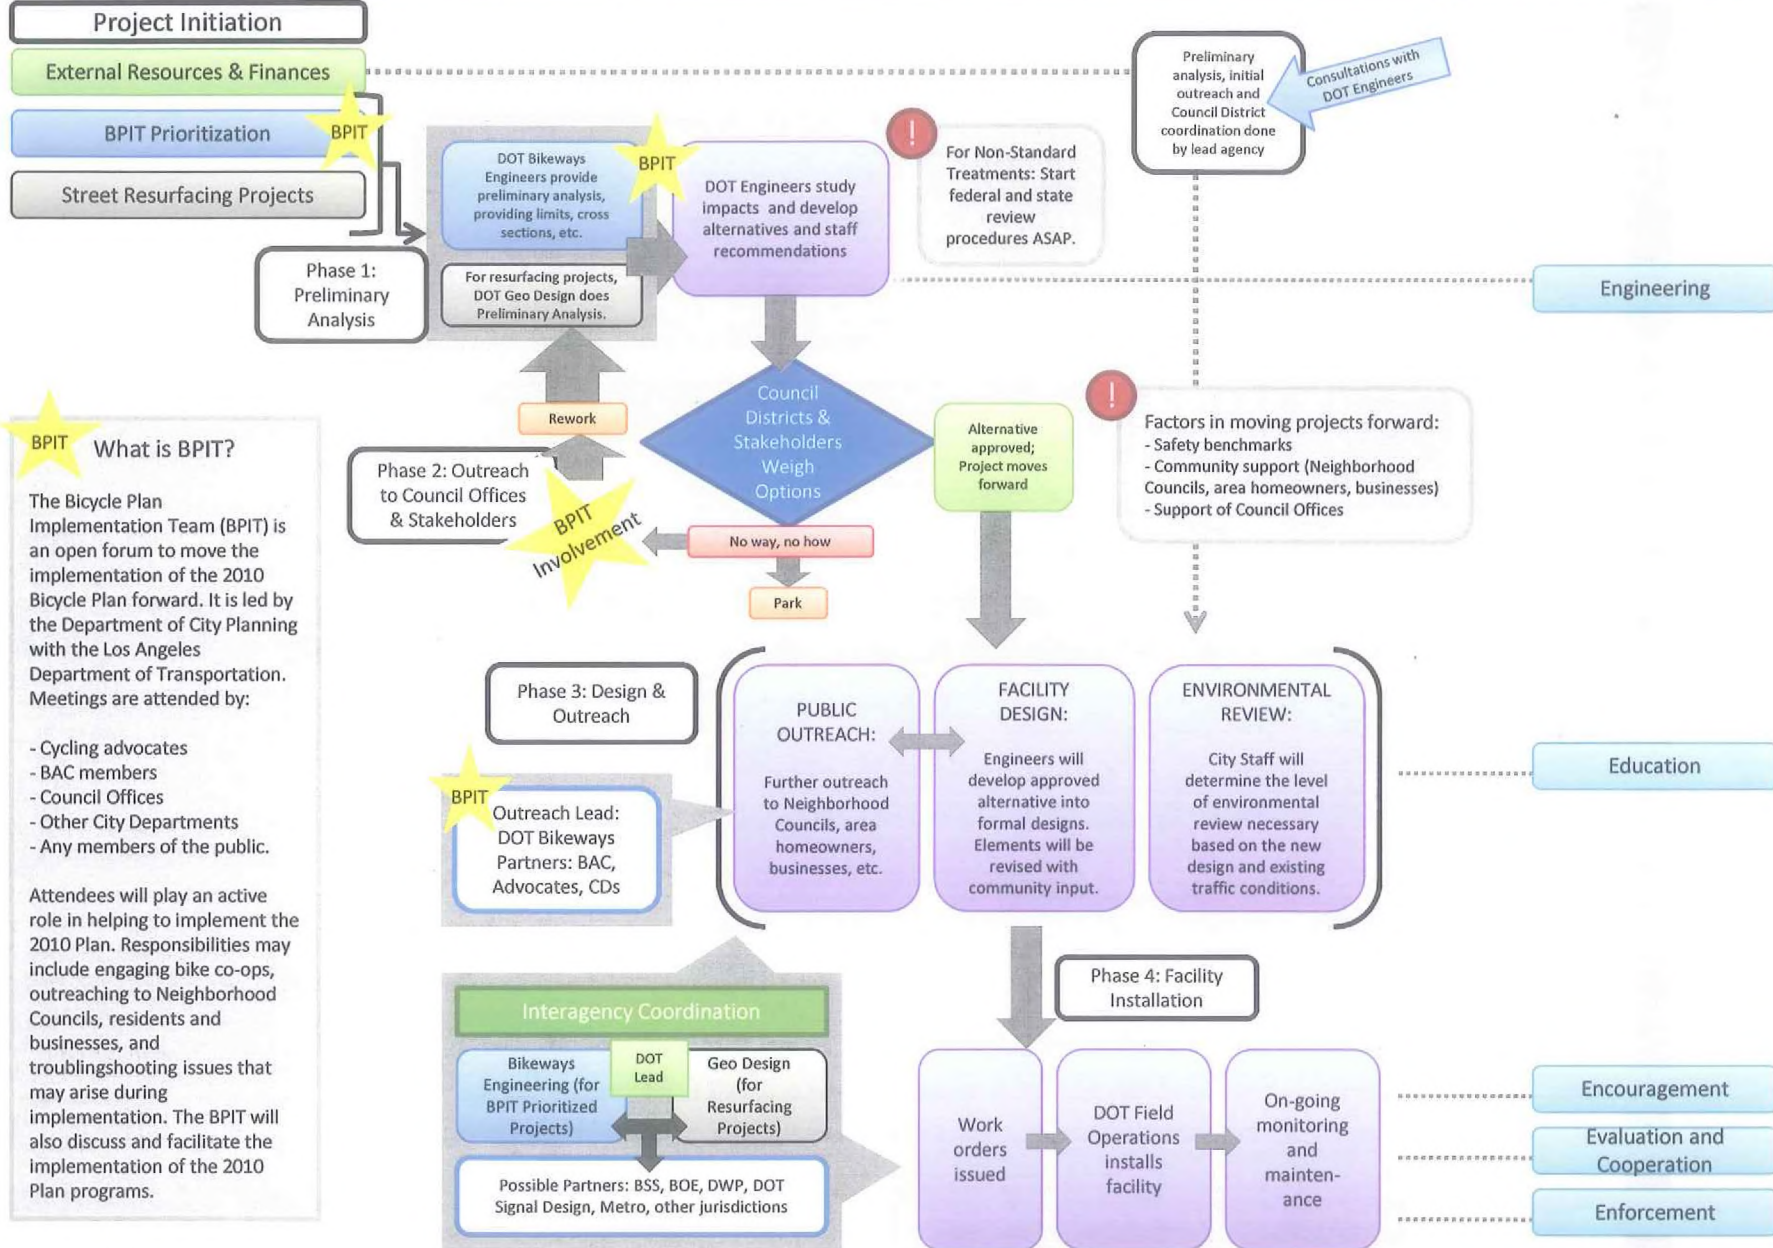 Project Initiation
External Resources & Finances
BPIT Prioritization
BPIT
Street Resurfacing Projects
Phase 1:
Preliminary
Analysis
DOT Bikeways
Engineers provide
preliminary analysis,
providing limits, cross
sections, etc.
For resurfacing projects,
DOT Geo Design does
Preliminary Analysis.
BPIT
DOT Engineers study
impacts and develop
alternatives and staff
recommendations
!
For Non-Standard
Treatments: Start
federal and state
review
procedures ASAP.
Preliminary
analysis, initial
outreach and
Council District
coordination done
by lead agency
Consultations with
DOT Engineers
Engineering
Council
Districts &
Stakeholders
Weigh
Options
Rework
Phase 2: Outreach
to Council Offices
& Stakeholders
BPIT
Involvement
No way, no how
Park
Alternative
approved;
Project moves
forward
!
Factors in moving projects forward:
- Safety benchmarks
- Community support (Neighborhood
Councils, area homeowners, businesses)
- Support of Council Offices
BPIT
What is BPIT?
The Bicycle Plan
Implementation Team (BPIT) is
an open forum to move the
implementation of the 2010
Bicycle Plan forward. It is led by
the Department of City Planning
with the Los Angeles
Department of Transportation.
Meetings are attended by:
- Cycling advocates
- BAC members
- Council Offices
- Other City Departments
- Any members of the public.
Attendees will play an active
role in helping to implement the
2010 Plan. Responsibilities may
include engaging bike co-ops,
outreaching to Neighborhood
Councils, residents and
businesses, and
troublingshooting issues that
may arise during
implementation. The BPIT will
also discuss and facilitate the
implementation of the 2010
Plan programs.
Phase 3: Design &
Outreach
BPIT
Outreach Lead:
DOT Bikeways
Partners: BAC,
Advocates, CDs
PUBLIC
OUTREACH:
Further outreach
to Neighborhood
Councils, area
homeowners,
businesses, etc.
FACILITY
DESIGN:
Engineers will
develop approved
alternative into
formal designs.
Elements will be
revised with
community input.
ENVIRONMENTAL
REVIEW:
City Staff will
determine the level
of environmental
review necessary
based on the new
design and existing
traffic conditions.
Education
Phase 4: Facility
Installation
Interagency Coordination
Bikeways
Engineering (for
BPIT Prioritized
Projects)
DOT
Lead
Geo Design
(for
Resurfacing
Projects)
Possible Partners: BSS, BOE, DWP, DOT
Signal Design, Metro, other jurisdictions
Work
orders
issued
DOT Field
Operations
installs
facility
On-going
monitoring
and
mainten-
ance
Encouragement
Evaluation and
Cooperation
Enforcement